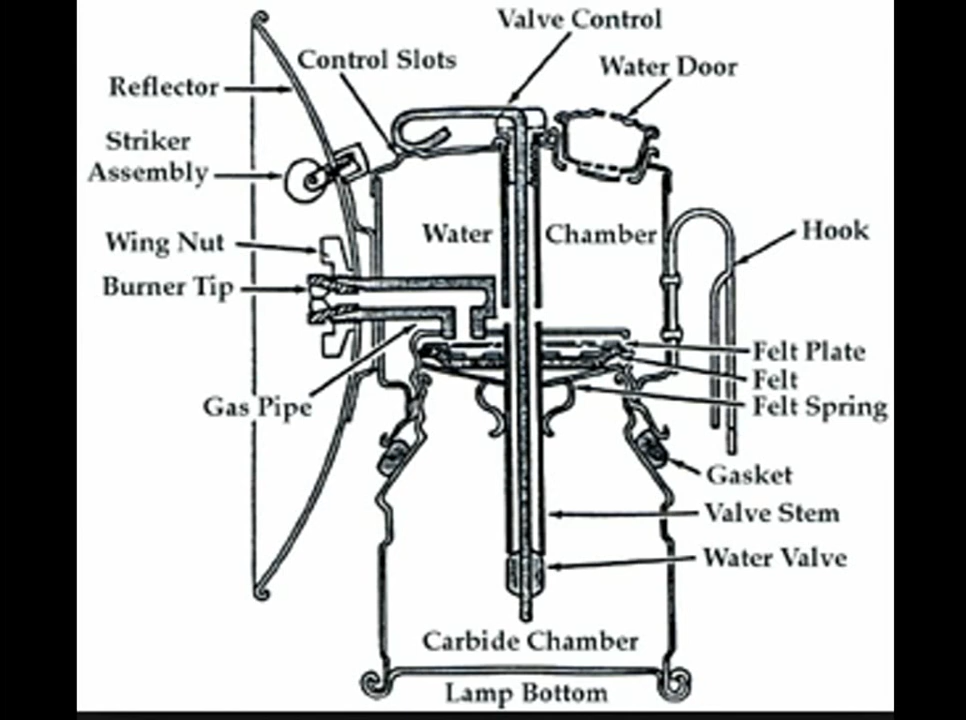 Valve Control
Control Slots
Water Door
Reflector
Striker
Assembly
Wing Nut
Water Chamber
Hook
Burner Tip
Felt Plate
Felt
Gas Pipe
Felt Spring
Gasket
Valve Stem
Water Valve
Carbide Chamber
Lamp Bottom